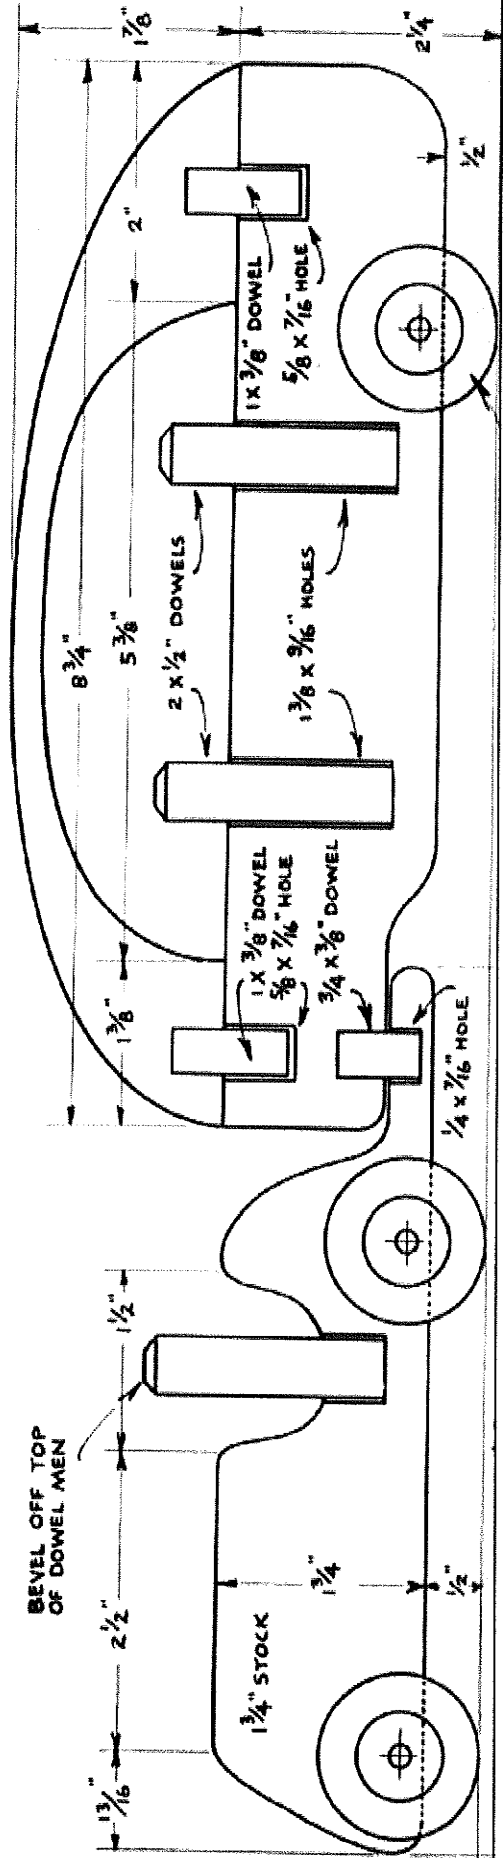 BEVEL OFF TOP
OF DOWEL MEN
13/16"
2 1/2"
1 1/2"
1 3/4" STOCK
1 3/4"
1/2"
8 3/4"
1 3/8"
5 3/8"
2"
1 7/8"
2 1/4"
2 x 1/2" DOWELS
1 x 3/8" DOWEL
5/8 x 7/16" HOLE
3/4 x 3/8" DOWEL
1/4 x 7/16" HOLE
1 3/8 x 9/16" HOLES
1 x 3/8" DOWEL
5/8 x 7/16" HOLE
1/2"